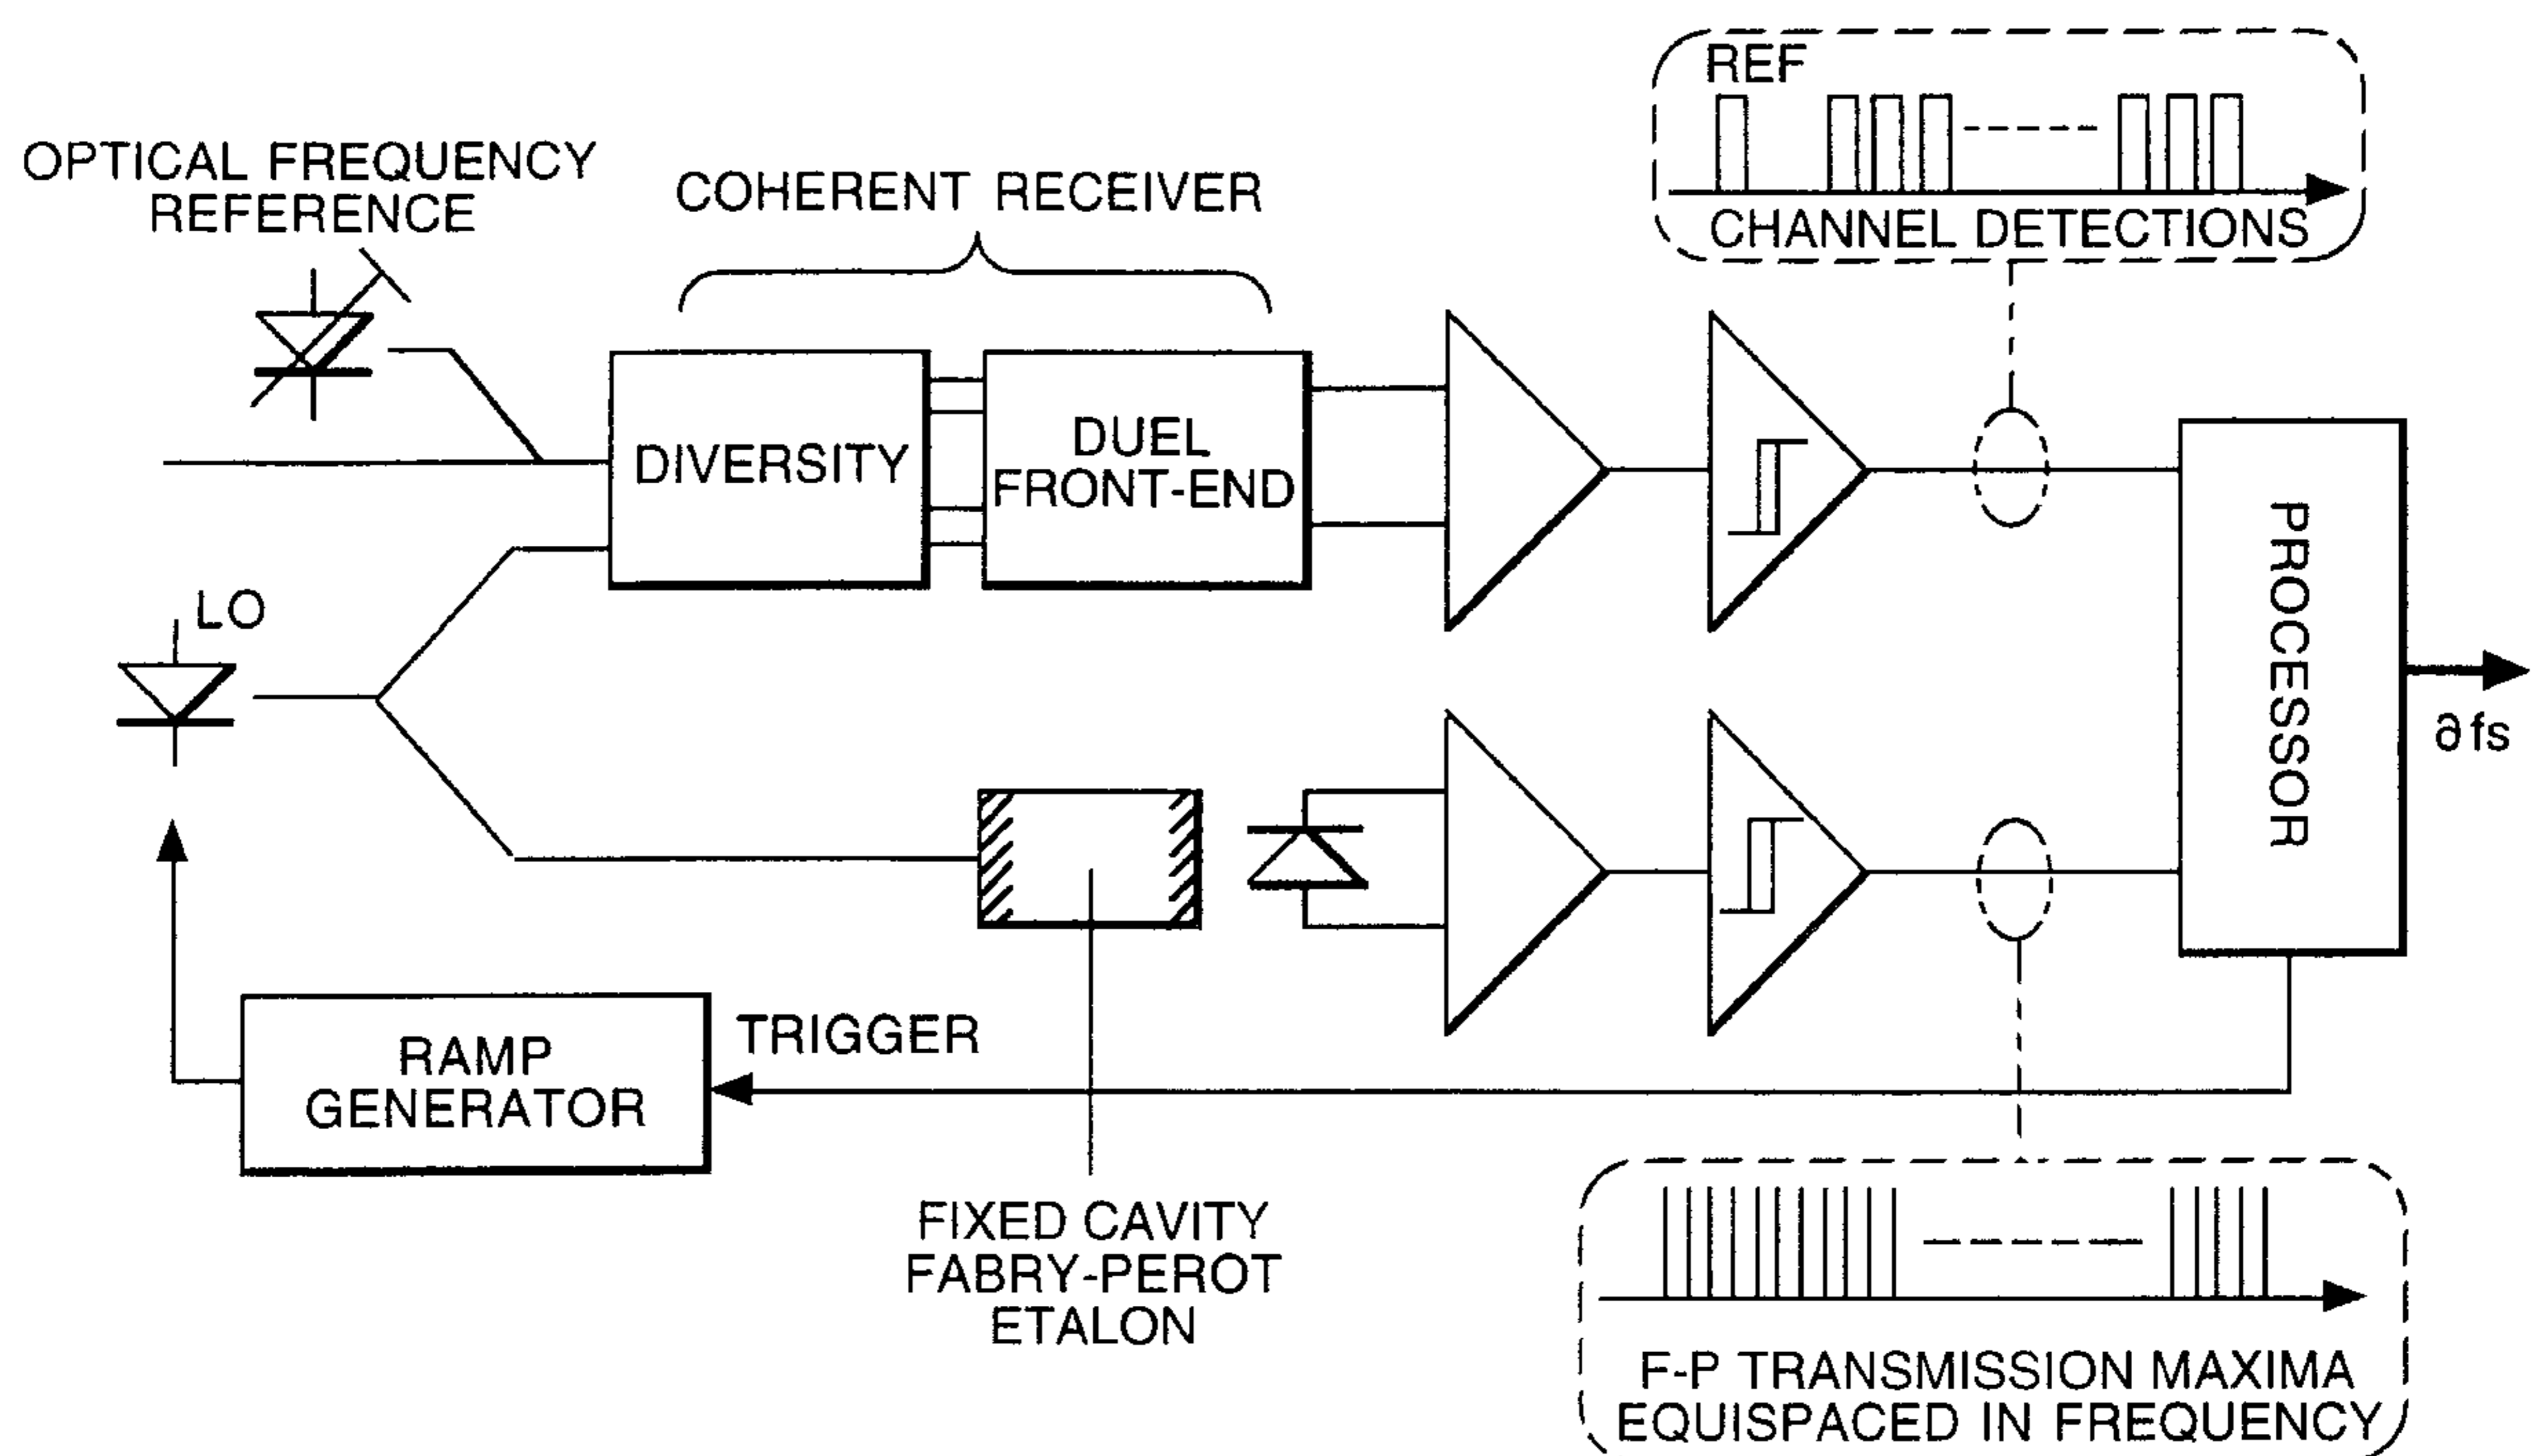 REF
CHANNEL DETECTIONS
OPTICAL FREQUENCY
REFERENCE
COHERENT RECEIVER
DIVERSITY
DUEL
FRONT-END
PROCESSOR
LO
∂fs
RAMP
GENERATOR
TRIGGER
FIXED CAVITY
FABRY-PEROT
ETALON
F-P TRANSMISSION MAXIMA
EQUISPACED IN FREQUENCY